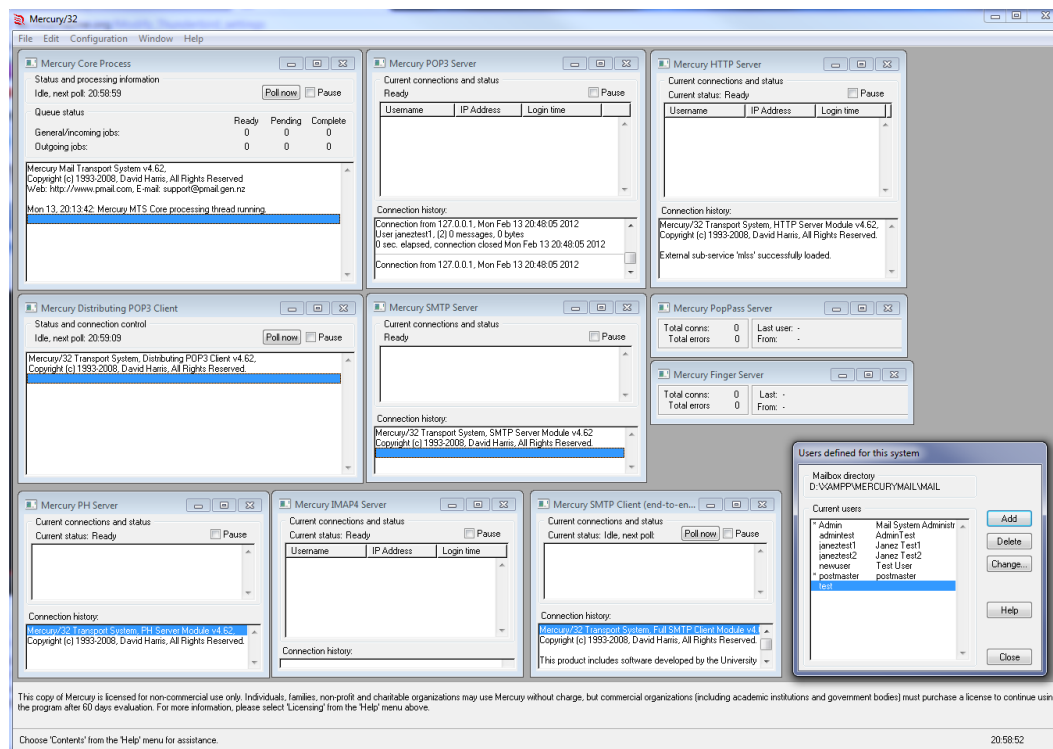 Mercury/32
File Edit Configuration Window Help
Mercury Core Process
Status and processing information
Idle, next poll: 20:58:59
Poll now Pause
Queue status
Ready Pending Complete
General/incoming jobs: 0 0 0
Outgoing jobs: 0 0 0
Mercury Mail Transport System v4.62,
Copyright (c) 1993-2008, David Harris, All Rights Reserved
Web: http://www.pmail.com, E-mail: support@pmail.gen.nz
Mon 13, 20:13:42: Mercury MTS Core processing thread running.
Mercury POP3 Server
Current connections and status
Ready Pause
Username IP Address Login time
Connection history:
Connection from 127.0.0.1, Mon Feb 13 20:48:05 2012
User janeztest1, (2) 0 messages, 0 bytes
0 sec. elapsed, connection closed Mon Feb 13 20:48:05 2012
Connection from 127.0.0.1, Mon Feb 13 20:48:05 2012
Mercury HTTP Server
Current connections and status
Current status: Ready Pause
Username IP Address Login time
Connection history:
Mercury/32 Transport System, HTTP Server Module v4.62,
Copyright (c) 1993-2008, David Harris, All Rights Reserved.
External sub-service 'mlss' successfully loaded.
Mercury Distributing POP3 Client
Status and connection control
Idle, next poll: 20:59:09
Poll now Pause
Mercury/32 Transport System, Distributing POP3 Client v4.62,
Copyright (c) 1993-2008, David Harris, All Rights Reserved.
Mercury SMTP Server
Current connections and status
Ready Pause
Connection history:
Mercury/32 Transport System, SMTP Server Module v4.62
Copyright (c) 1993-2008, David Harris, All Rights Reserved.
Mercury PopPass Server
Total conns: 0 Last user: -
Total errors 0 From: -
Mercury Finger Server
Total conns: 0 Last: -
Total errors 0 From: -
Mercury PH Server
Current connections and status
Current status: Ready Pause
Connection history:
Mercury/32 Transport System, PH Server Module v4.62,
Copyright (c) 1993-2008, David Harris, All Rights Reserved.
Mercury IMAP4 Server
Current connections and status
Current status: Ready Pause
Username IP Address Login time
Connection history:
Mercury SMTP Client (end-to-en...
Current connections and status
Current status: Idle, next poll: Poll now Pause
Connection history:
Mercury/32 Transport System, Full SMTP Client Module v4.
Copyright (c) 1993-2008, David Harris, All Rights Reserved.
This product includes software developed by the University
Users defined for this system
Mailbox directory
D:\XAMPP\MERCURYMAIL\MAIL
Current users
* Admin Mail System Administr
admintest AdminTest
janeztest1 Janez Test1
janeztest2 Janez Test2
newuser Test User
* postmaster postmaster
test
Add
Delete
Change...
Help
Close
This copy of Mercury is licensed for non-commercial use only. Individuals, families, non-profit and charitable organizations may use Mercury without charge, but commercial organizations (including academic institutions and government bodies) must purchase a license to continue usin
the program after 60 days evaluation. For more information, please select 'Licensing' from the 'Help' menu above.
Choose 'Contents' from the 'Help' menu for assistance. 20:58:52